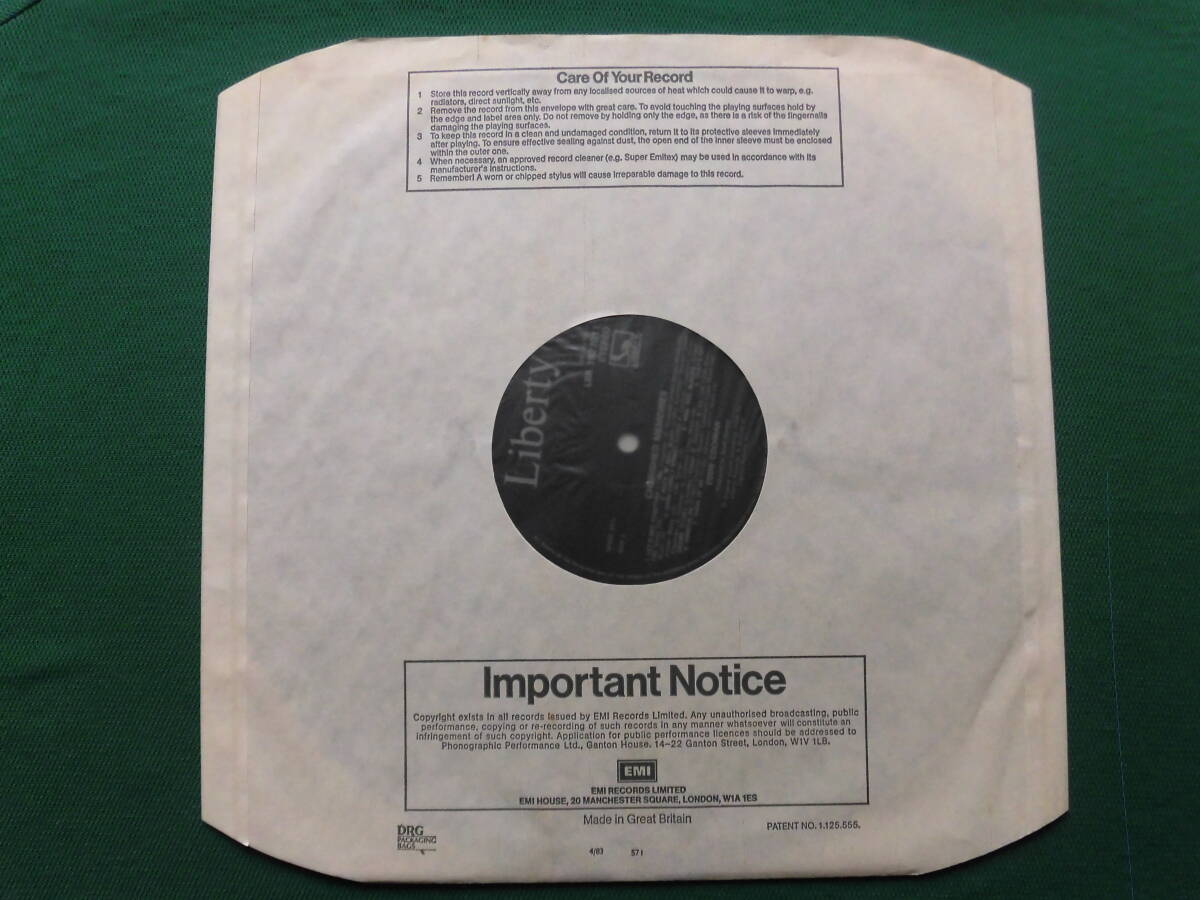 Care Of Your Record
1 Store this record vertically away from any localised sources of heat which could cause it to warp, e.g.
radiators, direct sunlight, etc.
2 Remove the record from this envelope with great care. To avoid touching the playing surfaces hold by
the edge and label area only. Do not remove by holding only the edge, as there is a risk of the fingernails
damaging the playing surfaces.
3 To keep this record in a clean and undamaged condition, return it to its protective sleeves immediately
after playing. To ensure effective sealing against dust, the open end of the inner sleeve must be enclosed
within the outer one.
4 When necessary, an approved record cleaner (e.g. Super Emitex) may be used in accordance with its
manufacturer's instructions.
5 Remember! A worn or chipped stylus will cause irreparable damage to this record.
Liberty
Important Notice
Copyright exists in all records issued by EMI Records Limited. Any unauthorised broadcasting, public
performance, copying or re-recording of such records in any manner whatsoever will constitute an
infringement of such copyright. Application for public performance licences should be addressed to
Phonographic Performance Ltd., Ganton House. 14-22 Ganton Street, London, W1V 1LB.
EMI
EMI RECORDS LIMITED
EMI HOUSE, 20 MANCHESTER SQUARE, LONDON, W1A 1ES
Made in Great Britain
PATENT NO. 1.125.555.
DRG
PACKAGING
BAGS
4/83 571